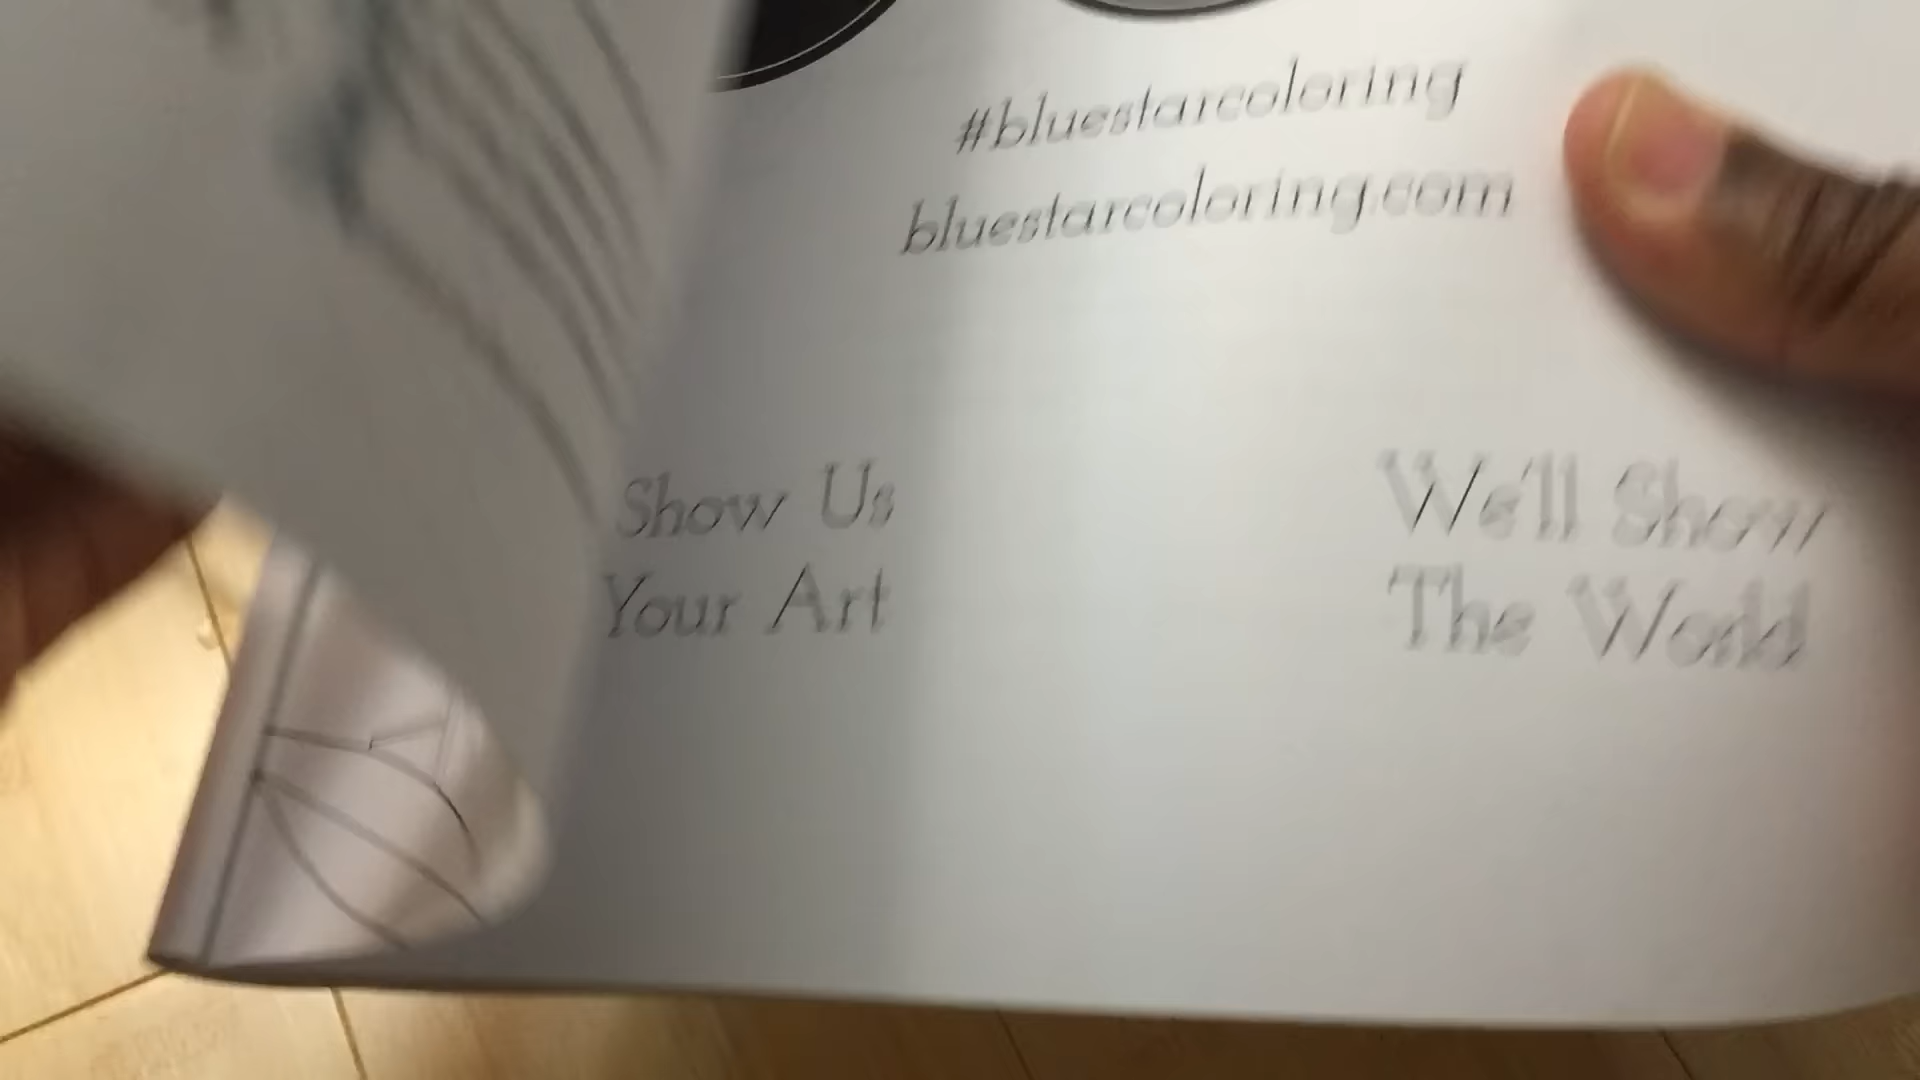 #bluestarcoloring
bluestarcoloring.com
Show Us
Your Art
We'll Show
The World